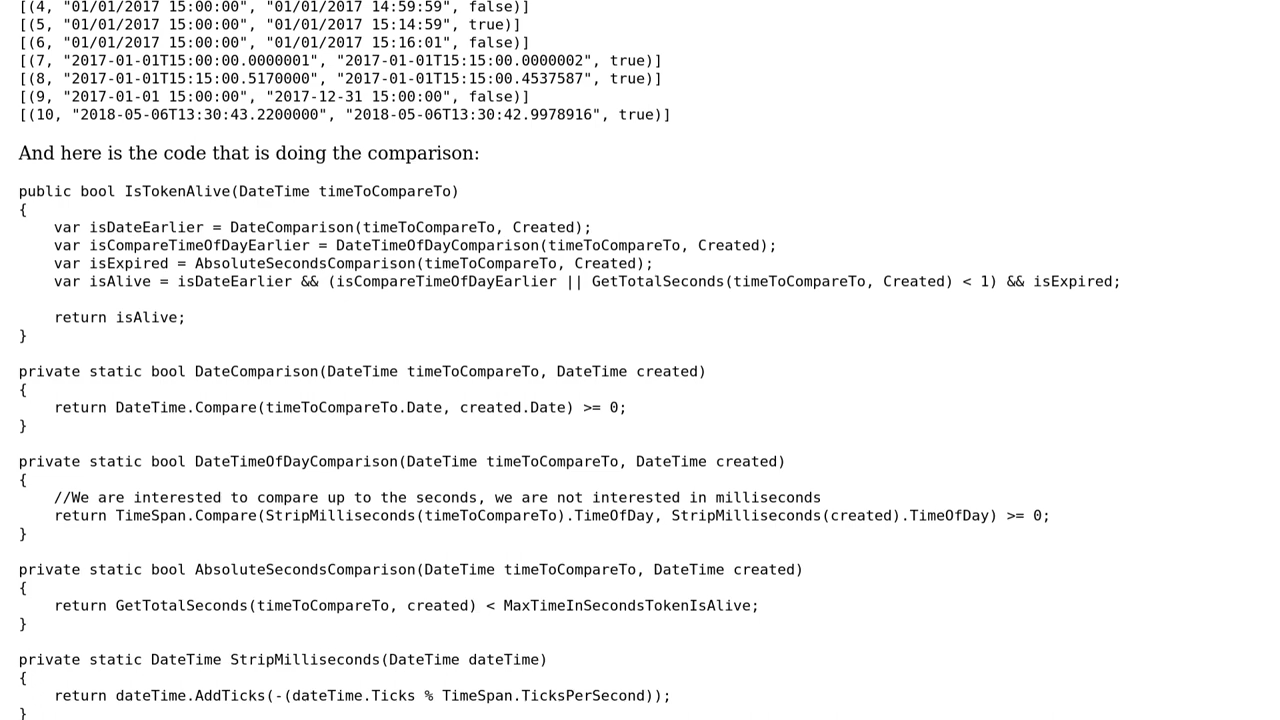 [(4, "01/01/2017 15:00:00", "01/01/2017 14:59:59", false)]
[(5, "01/01/2017 15:00:00", "01/01/2017 15:14:59", true)]
[(6, "01/01/2017 15:00:00", "01/01/2017 15:16:01", false)]
[(7, "2017-01-01T15:00:00.0000001", "2017-01-01T15:15:00.0000002", true)]
[(8, "2017-01-01T15:15:00.5170000", "2017-01-01T15:15:00.4537587", true)]
[(9, "2017-01-01 15:00:00", "2017-12-31 15:00:00", false)]
[(10, "2018-05-06T13:30:43.2200000", "2018-05-06T13:30:42.9978916", true)]
And here is the code that is doing the comparison:
public bool IsTokenAlive(DateTime timeToCompareTo)
{
    var isDateEarlier = DateComparison(timeToCompareTo, Created);
    var isCompareTimeOfDayEarlier = DateTimeOfDayComparison(timeToCompareTo, Created);
    var isExpired = AbsoluteSecondsComparison(timeToCompareTo, Created);
    var isAlive = isDateEarlier && (isCompareTimeOfDayEarlier || GetTotalSeconds(timeToCompareTo, Created) < 1) && isExpired;
    return isAlive;
}
private static bool DateComparison(DateTime timeToCompareTo, DateTime created)
{
    return DateTime.Compare(timeToCompareTo.Date, created.Date) >= 0;
}
private static bool DateTimeOfDayComparison(DateTime timeToCompareTo, DateTime created)
{
    //We are interested to compare up to the seconds, we are not interested in milliseconds
    return TimeSpan.Compare(StripMilliseconds(timeToCompareTo).TimeOfDay, StripMilliseconds(created).TimeOfDay) >= 0;
}
private static bool AbsoluteSecondsComparison(DateTime timeToCompareTo, DateTime created)
{
    return GetTotalSeconds(timeToCompareTo, created) < MaxTimeInSecondsTokenIsAlive;
}
private static DateTime StripMilliseconds(DateTime dateTime)
{
    return dateTime.AddTicks(-(dateTime.Ticks % TimeSpan.TicksPerSecond));
}